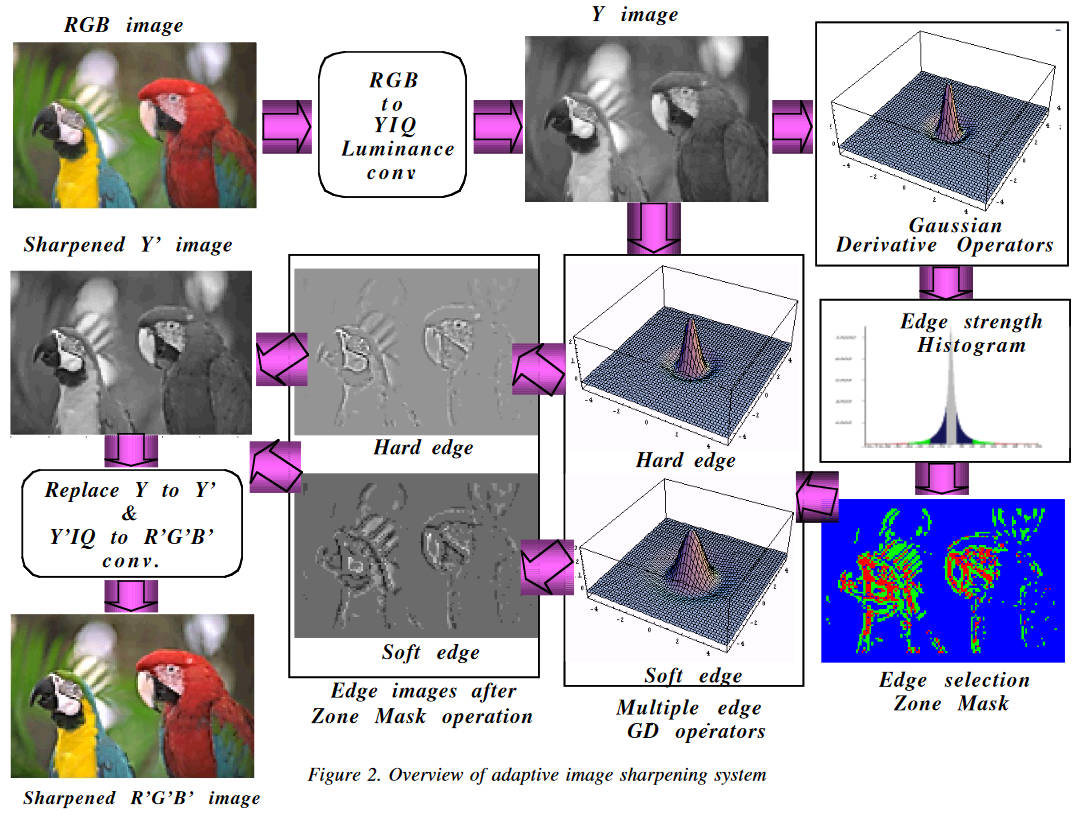 RGB image
Y image
RGB
to
YIQ
Luminance
conv
Gaussian
Derivative Operators
Sharpened Y' image
Edge strength
Histogram
Hard edge
Hard edge
Replace Y to Y'
&
Y'IQ to R'G'B'
conv.
Soft edge
Soft edge
Edge images after
Zone Mask operation
Multiple edge
GD operators
Edge selection
Zone Mask
Sharpened R'G'B' image
Figure 2. Overview of adaptive image sharpening system